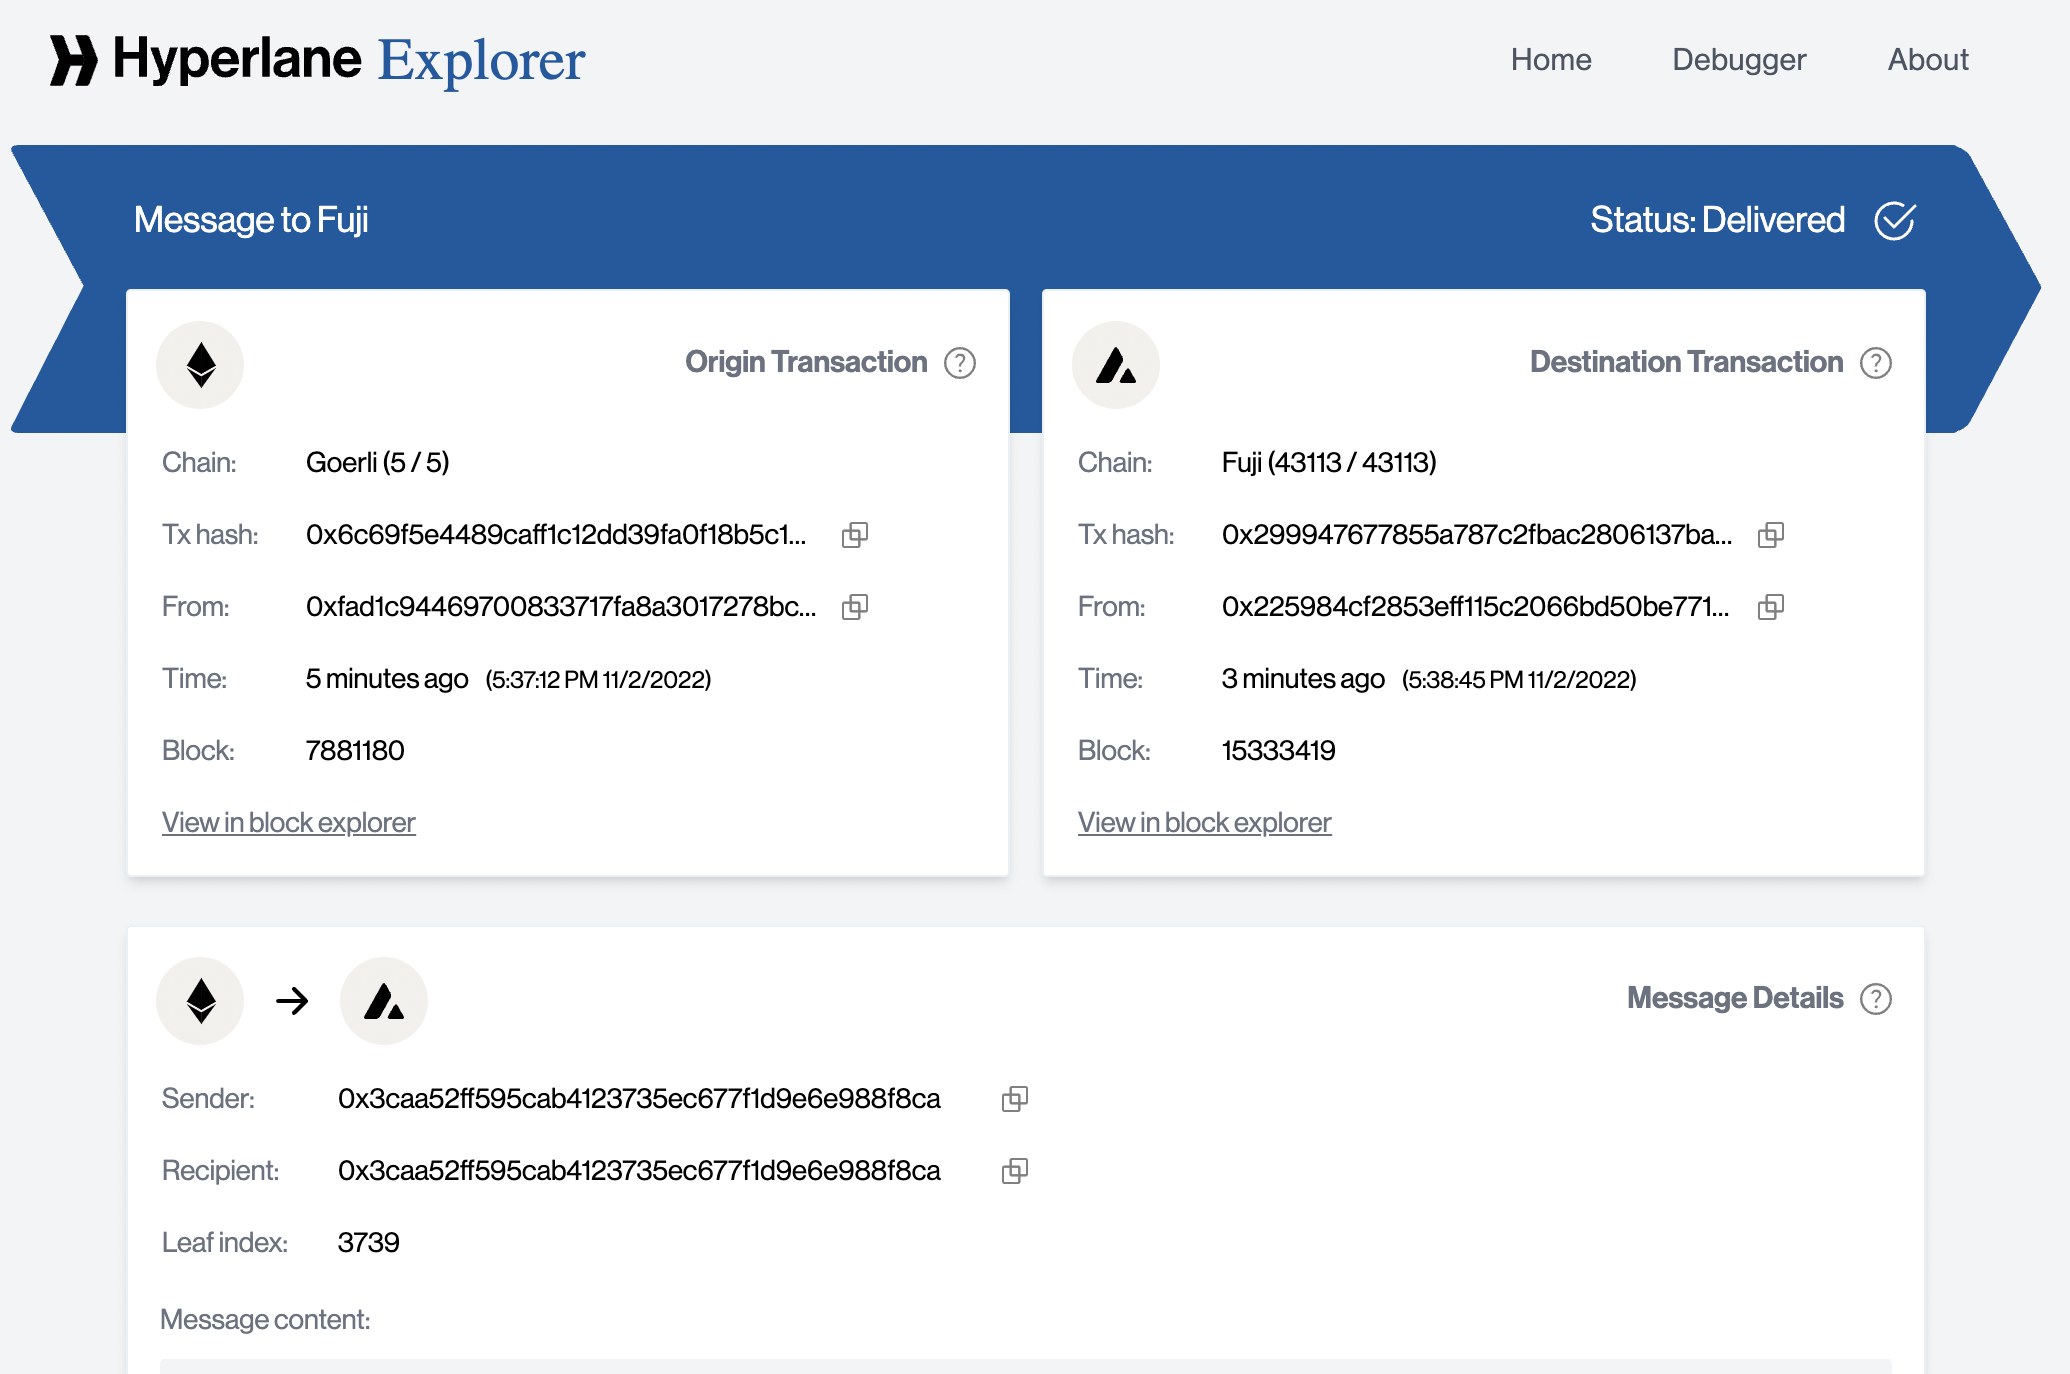 Hyperlane Explorer
Home
Debugger
About
Message to Fuji
Status: Delivered
Origin Transaction
Chain: Goerli (5 / 5)
Tx hash: 0x6c69f5e4489caff1c12dd39fa0f18b5c1...
From: 0xfad1c94469700833717fa8a3017278bc...
Time: 5 minutes ago (5:37:12 PM 11/2/2022)
Block: 7881180
View in block explorer
Destination Transaction
Chain: Fuji (43113 / 43113)
Tx hash: 0x299947677855a787c2fbac2806137ba...
From: 0x225984cf2853eff115c2066bd50be771...
Time: 3 minutes ago (5:38:45 PM 11/2/2022)
Block: 15333419
View in block explorer
Message Details
Sender: 0x3caa52ff595cab4123735ec677f1d9e6e988f8ca
Recipient: 0x3caa52ff595cab4123735ec677f1d9e6e988f8ca
Leaf index: 3739
Message content: